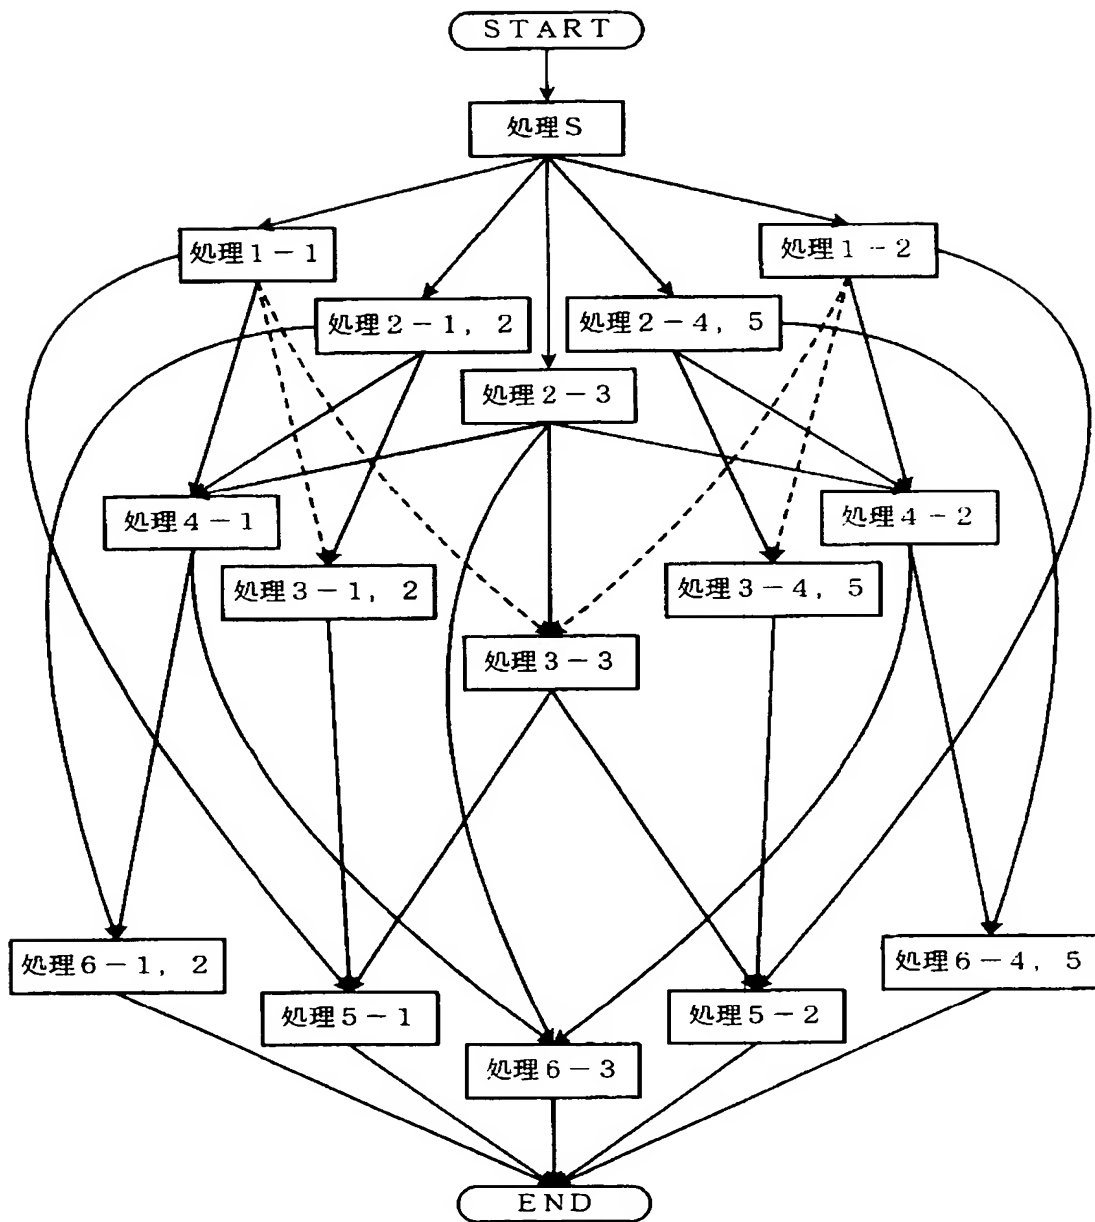 ＳＴＡＲＴ
処理Ｓ
処理１－１
処理１－２
処理２－１，２
処理２－４，５
処理２－３
処理４－１
処理４－２
処理３－１，２
処理３－４，５
処理３－３
処理６－１，２
処理６－４，５
処理５－１
処理５－２
処理６－３
ＥＮＤ